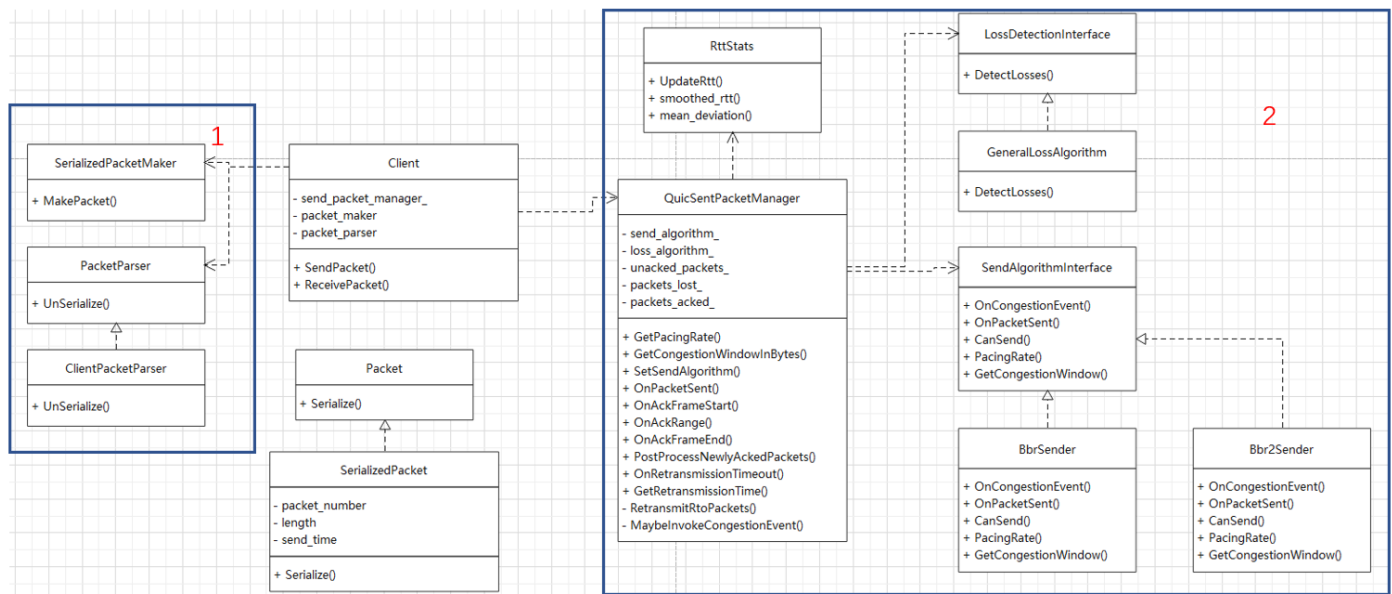 1
SerializedPacketMaker
+ MakePacket()
PacketParser
+ UnSerialize()
ClientPacketParser
+ UnSerialize()
Client
- send_packet_manager_
- packet_maker
- packet_parser
+ SendPacket()
+ ReceivePacket()
Packet
+ Serialize()
SerializedPacket
- packet_number
- length
- send_time
+ Serialize()
2
RttStats
+ UpdateRtt()
+ smoothed_rtt()
+ mean_deviation()
QuicSentPacketManager
- send_algorithm_
- loss_algorithm_
- unacked_packets_
- packets_lost_
- packets_acked_
+ GetPacingRate()
+ GetCongestionWindowInBytes()
+ SetSendAlgorithm()
+ OnPacketSent()
+ OnAckFrameStart()
+ OnAckRange()
+ OnAckFrameEnd()
+ PostProcessNewlyAckedPackets()
+ OnRetransmissionTimeout()
+ GetRetransmissionTime()
- RetransmitRtoPackets()
- MaybeInvokeCongestionEvent()
LossDetectionInterface
+ DetectLosses()
GeneralLossAlgorithm
+ DetectLosses()
SendAlgorithmInterface
+ OnCongestionEvent()
+ OnPacketSent()
+ CanSend()
+ PacingRate()
+ GetCongestionWindow()
BbrSender
+ OnCongestionEvent()
+ OnPacketSent()
+ CanSend()
+ PacingRate()
+ GetCongestionWindow()
Bbr2Sender
+ OnCongestionEvent()
+ OnPacketSent()
+ CanSend()
+ PacingRate()
+ GetCongestionWindow()